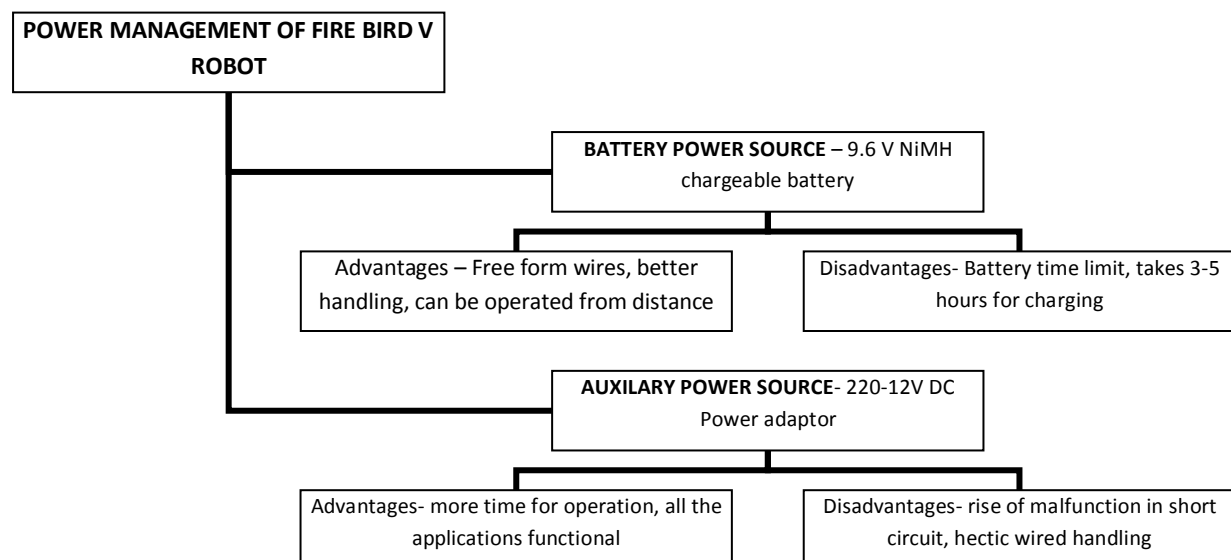 POWER MANAGEMENT OF FIRE BIRD V
ROBOT
BATTERY POWER SOURCE – 9.6 V NiMH
chargeable battery
Advantages – Free form wires, better
handling, can be operated from distance
Disadvantages- Battery time limit, takes 3-5
hours for charging
AUXILARY POWER SOURCE- 220-12V DC
Power adaptor
Advantages- more time for operation, all the
applications functional
Disadvantages- rise of malfunction in short
circuit, hectic wired handling